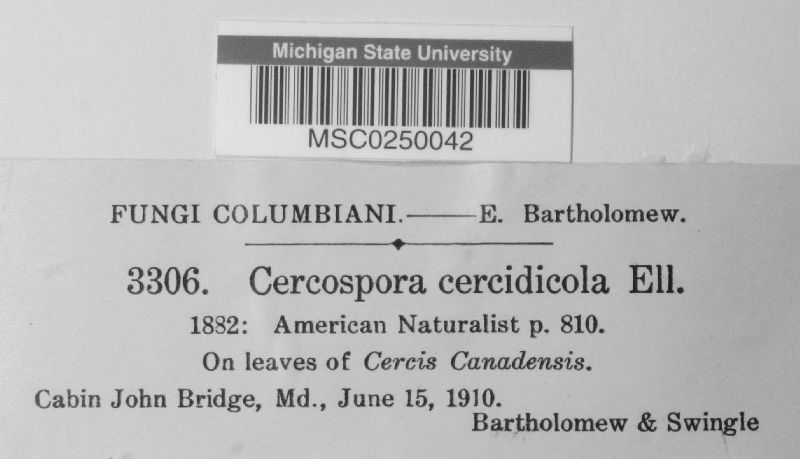 Michigan State University
MSC0250042
FUNGI COLUMBIANI.——E. Bartholomew.
3306. Cercospora cercidicola Ell.
1882: American Naturalist p. 810.
On leaves of Cercis Canadensis.
Cabin John Bridge, Md., June 15, 1910.
Bartholomew & Swingle